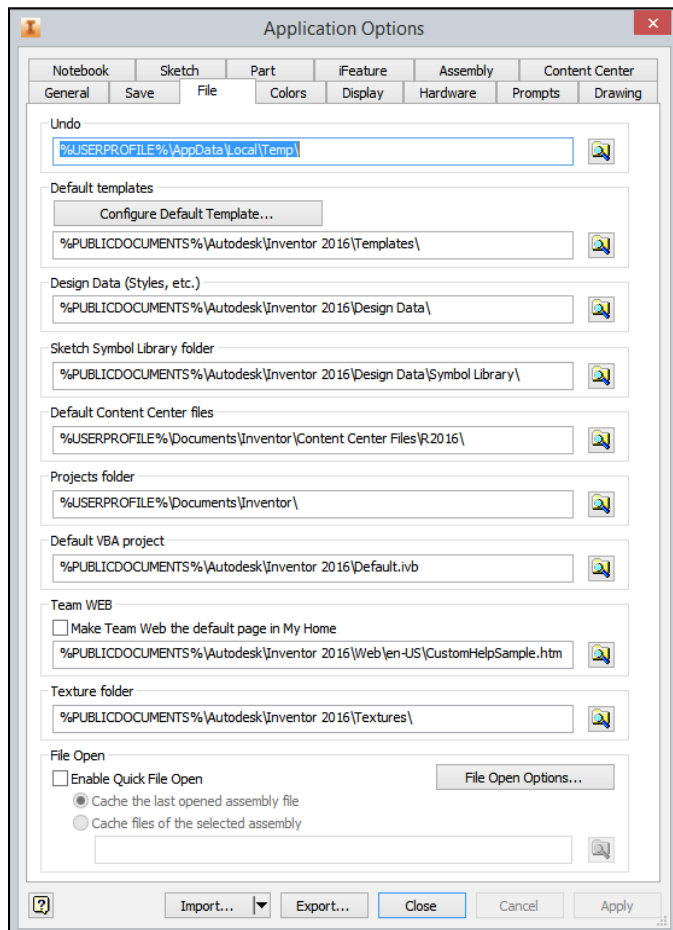 I
Application Options
Notebook Sketch Part iFeature Assembly Content Center
General Save File Colors Display Hardware Prompts Drawing
Undo
%USERPROFILE%\AppData\Local\Temp\
Default templates
Configure Default Template...
%PUBLICDOCUMENTS%\Autodesk\Inventor 2016\Templates\
Design Data (Styles, etc.)
%PUBLICDOCUMENTS%\Autodesk\Inventor 2016\Design Data\
Sketch Symbol Library folder
%PUBLICDOCUMENTS%\Autodesk\Inventor 2016\Design Data\Symbol Library\
Default Content Center files
%USERPROFILE%\Documents\Inventor\Content Center Files\R2016\
Projects folder
%USERPROFILE%\Documents\Inventor\
Default VBA project
%PUBLICDOCUMENTS%\Autodesk\Inventor 2016\Default.ivb
Team WEB
Make Team Web the default page in My Home
%PUBLICDOCUMENTS%\Autodesk\Inventor 2016\Web\en-US\CustomHelpSample.htm
Texture folder
%PUBLICDOCUMENTS%\Autodesk\Inventor 2016\Textures\
File Open
Enable Quick File Open File Open Options...
Cache the last opened assembly file
Cache files of the selected assembly
? Import... Export... Close Cancel Apply